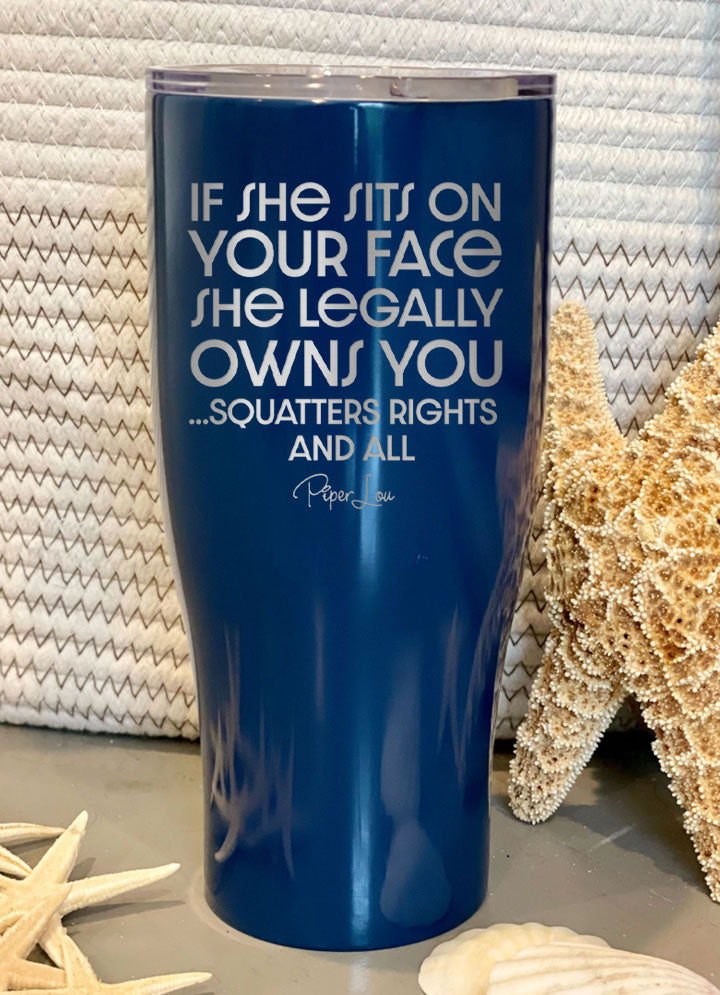 IF She SITS ON
YOUR FACe
She LeGALLY
OWNS YOU
...SQUATTERS RIGHTS
AND ALL
Piper Lou